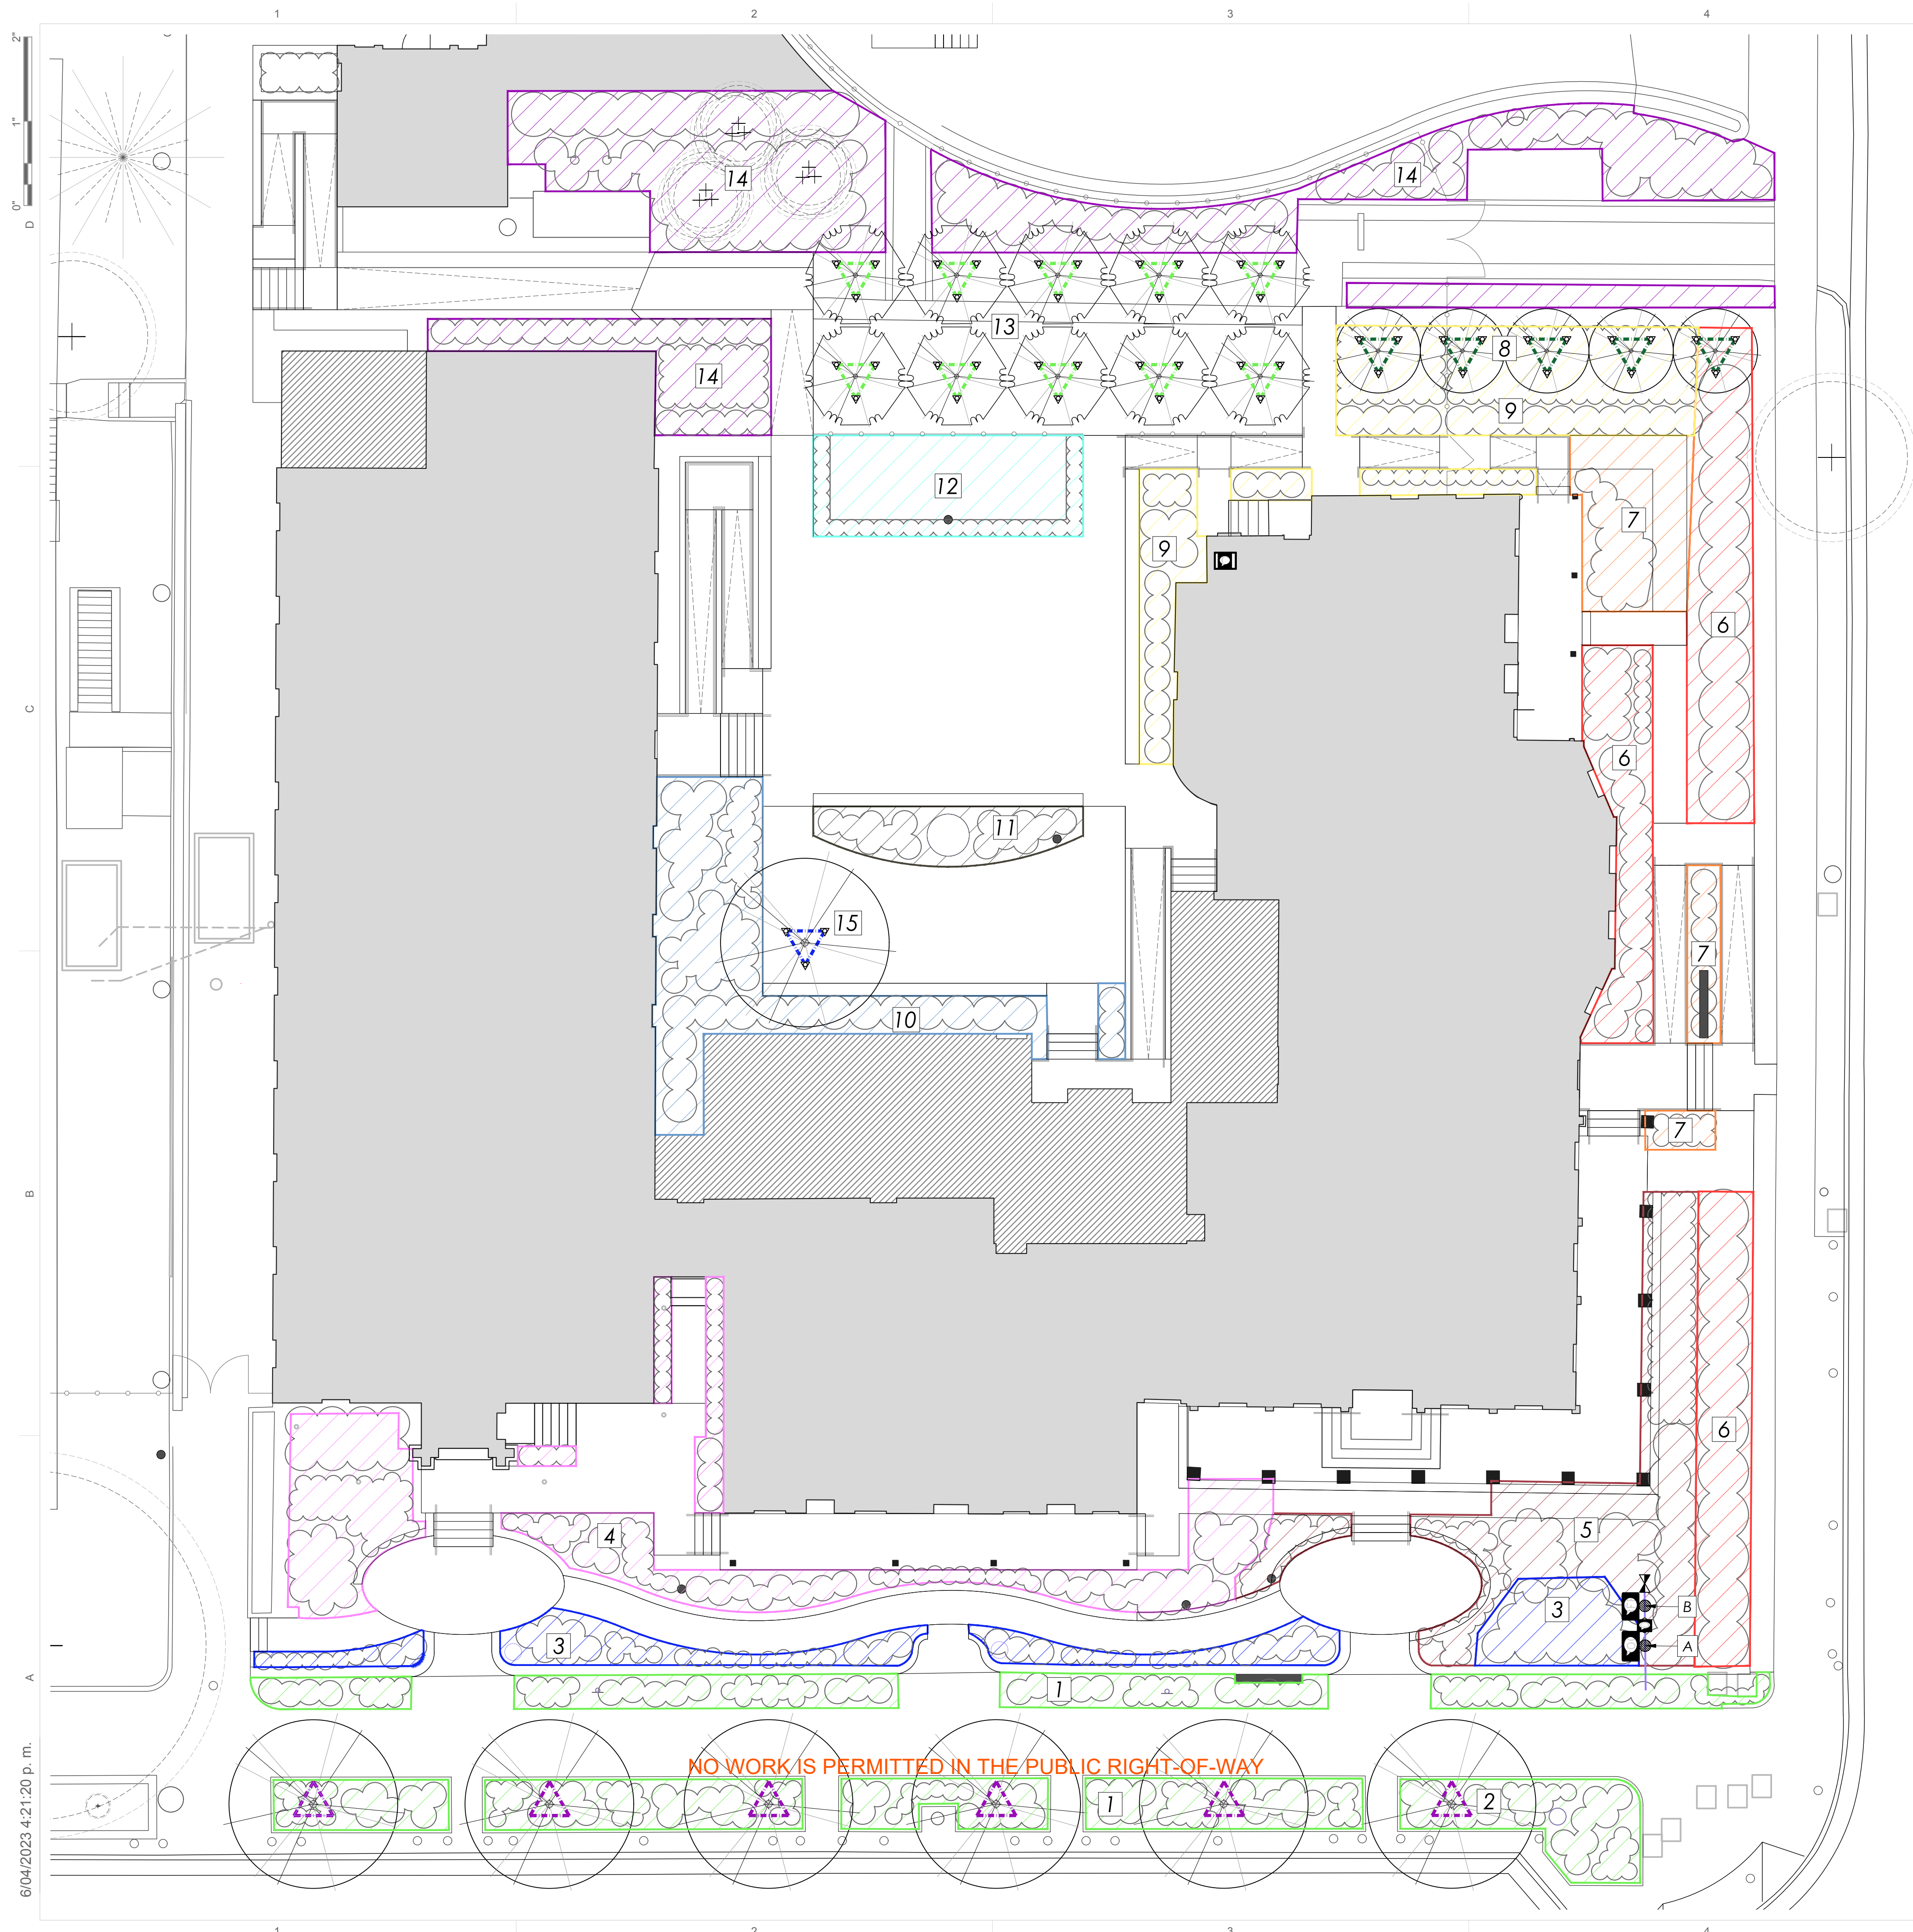 1 2 3 4
2"
1"
0"
D
14
14
13
8
14
9
12
7
9
6
C
6
11
15
7
10
7
B
6
4
5
3
B
3
A
A
1
NO WORK IS PERMITTED IN THE PUBLIC RIGHT-OF-WAY
1
2
6/04/2023 4:21:20 p. m.
1 2 3 4